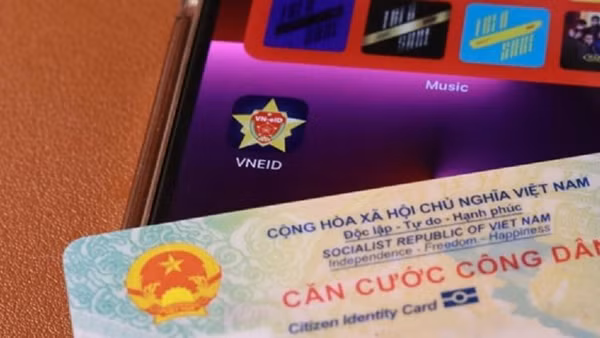 Music
VNeID
VNEID
CỘNG HÒA XÃ HỘI CHỦ NGHĨA VIỆT NAM
Độc lập - Tự do - Hạnh phúc
SOCIALIST REPUBLIC OF VIET NAM
Independence - Freedom - Happiness
CĂN CƯỚC CÔNG DÂN
Citizen Identity Card